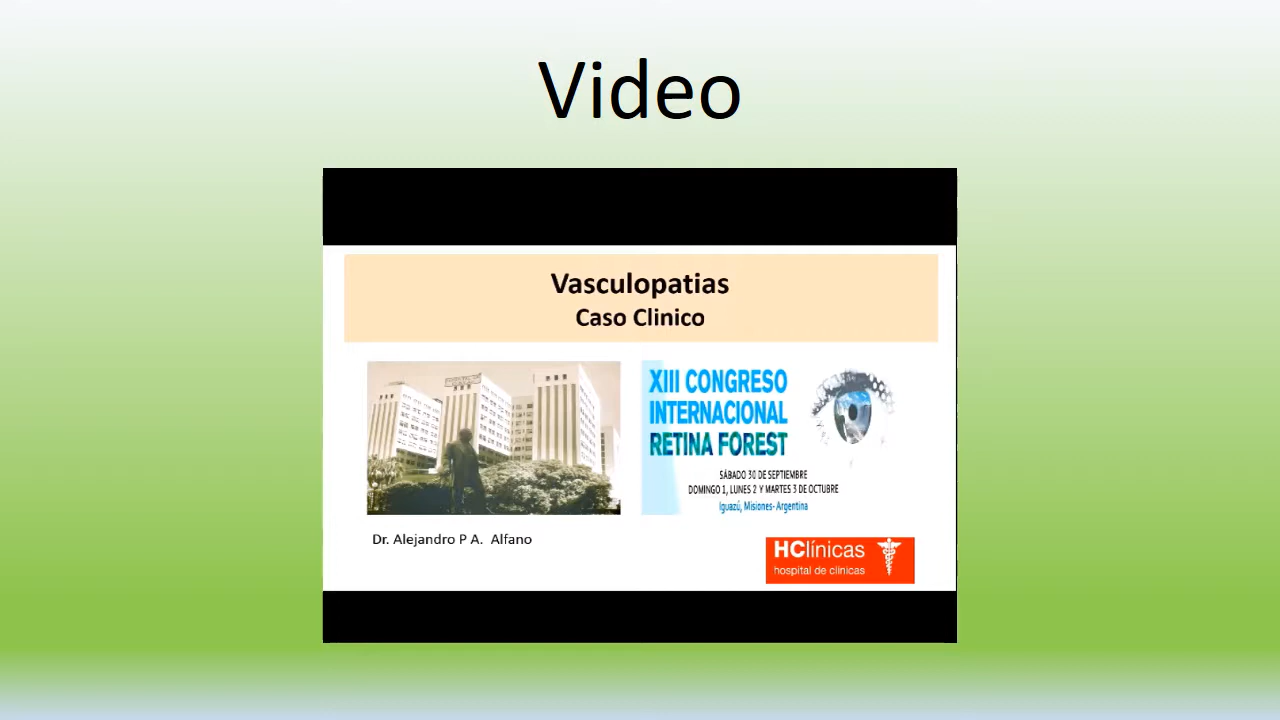 Video
Vasculopatias
Caso Clinico
XIII CONGRESO
INTERNACIONAL
RETINA FOREST
SÁBADO 30 DE SEPTIEMBRE
DOMINGO 1, LUNES 2 Y MARTES 3 DE OCTUBRE
Iguazú, Misiones- Argentina
Dr. Alejandro P A. Alfano
HClínicas
hospital de clínicas